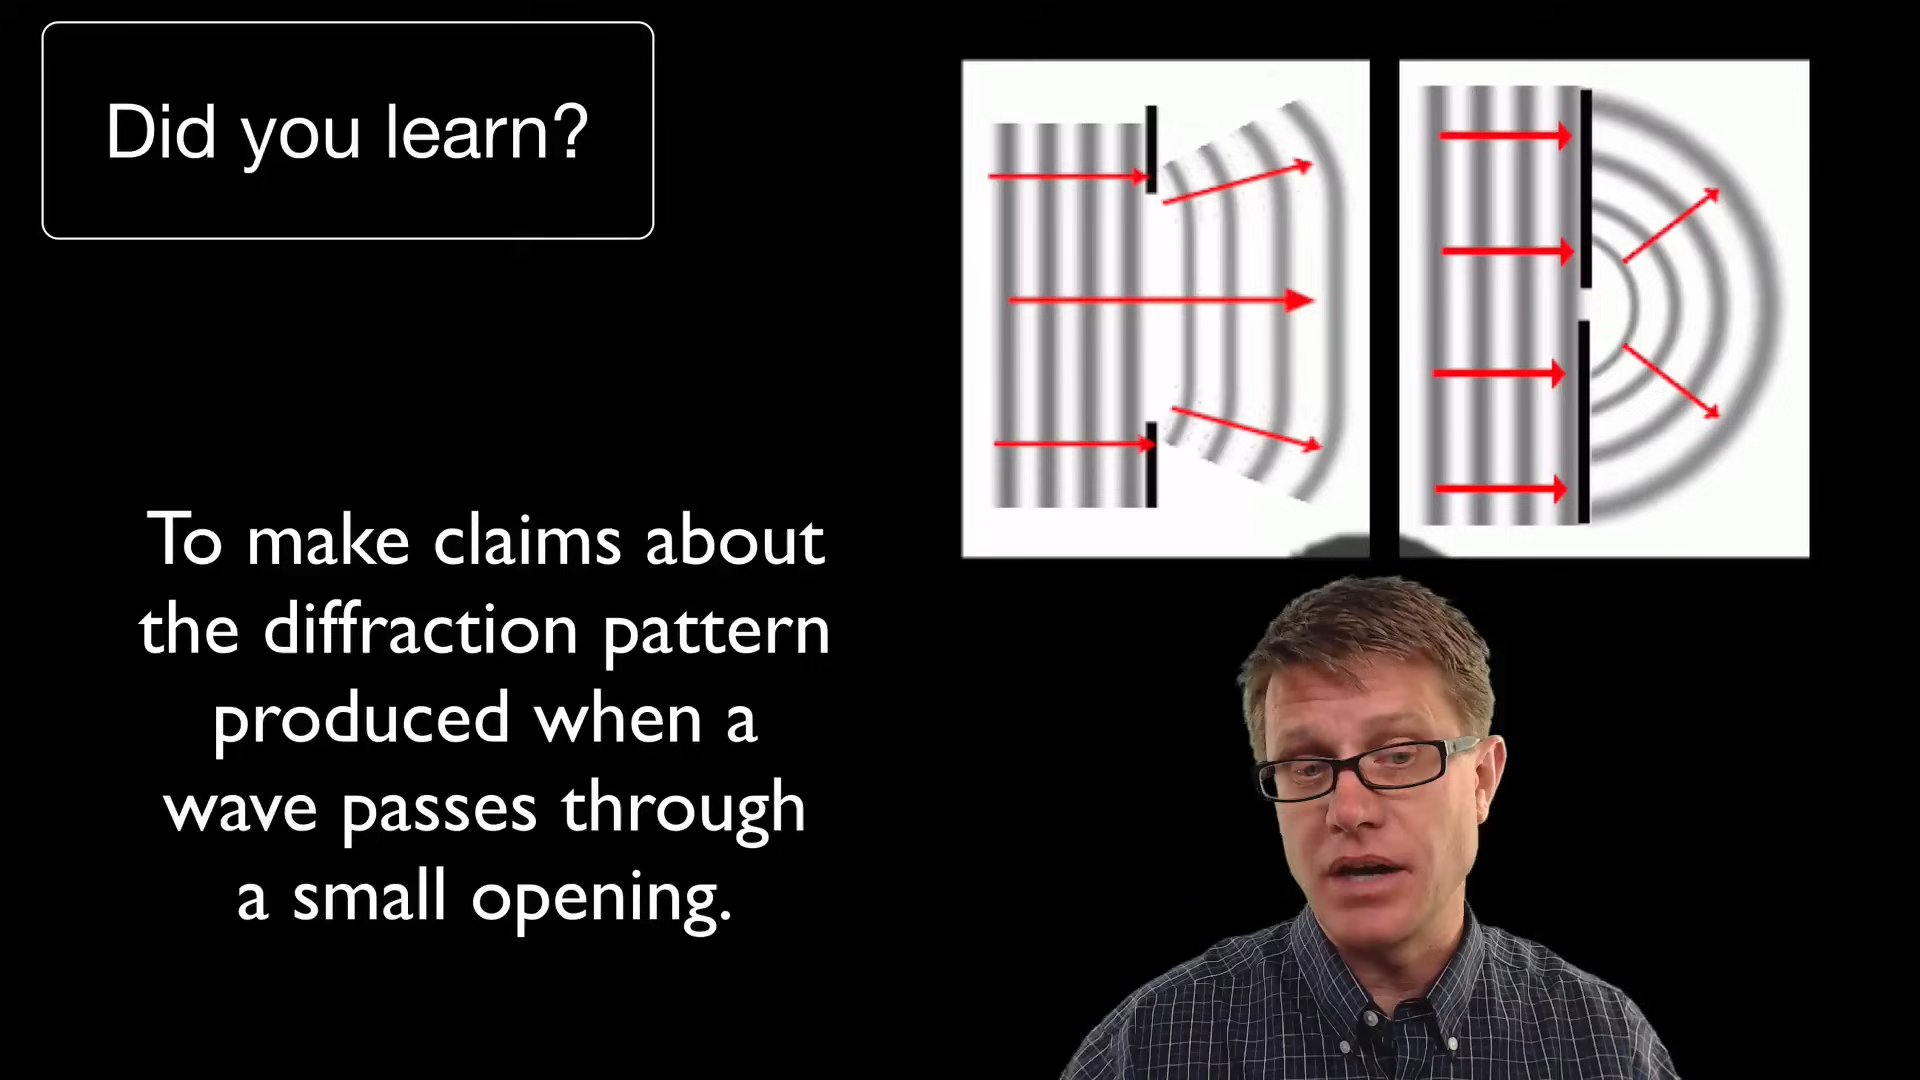 Did you learn?
To make claims about
the diffraction pattern
produced when a
wave passes through
a small opening.